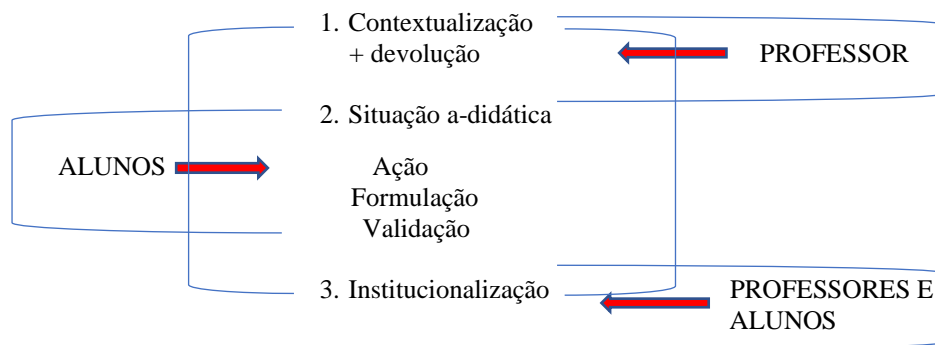 1. Contextualização
+ devolução
PROFESSOR
2. Situação a-didática
ALUNOS
Ação
Formulação
Validação
3. Institucionalização
PROFESSORES E
ALUNOS